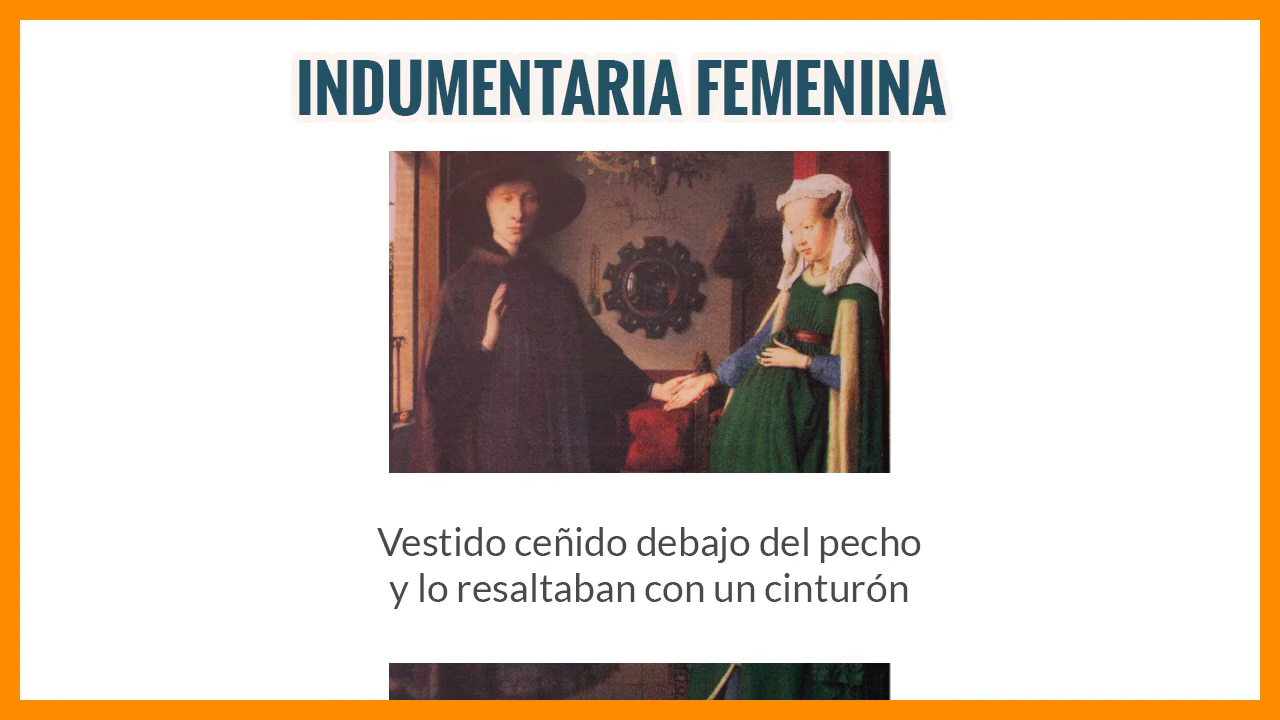 INDUMENTARIA FEMENINA
Vestido ceñido debajo del pecho
y lo resaltaban con un cinturón